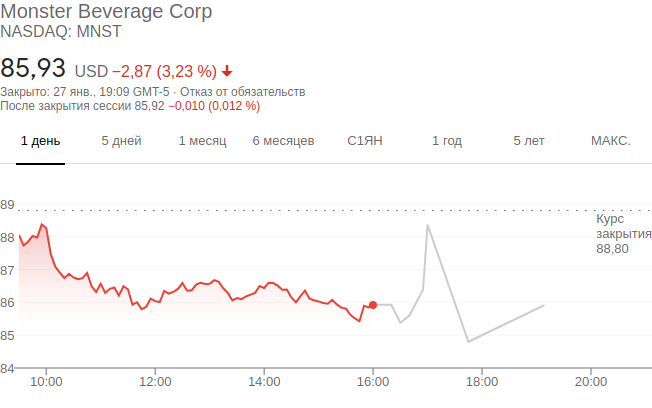 Monster Beverage Corp
NASDAQ: MNST
85,93 USD −2,87 (3,23 %)
Закрыто: 27 янв., 19:09 GMT-5 · Отказ от обязательств
После закрытия сессии 85,92 −0,010 (0,012 %)
1 день 5 дней 1 месяц 6 месяцев С1ЯН 1 год 5 лет МАКС.
89
Курс
закрытия
88,80
88
87
86
85
84
10:00 12:00 14:00 16:00 18:00 20:00